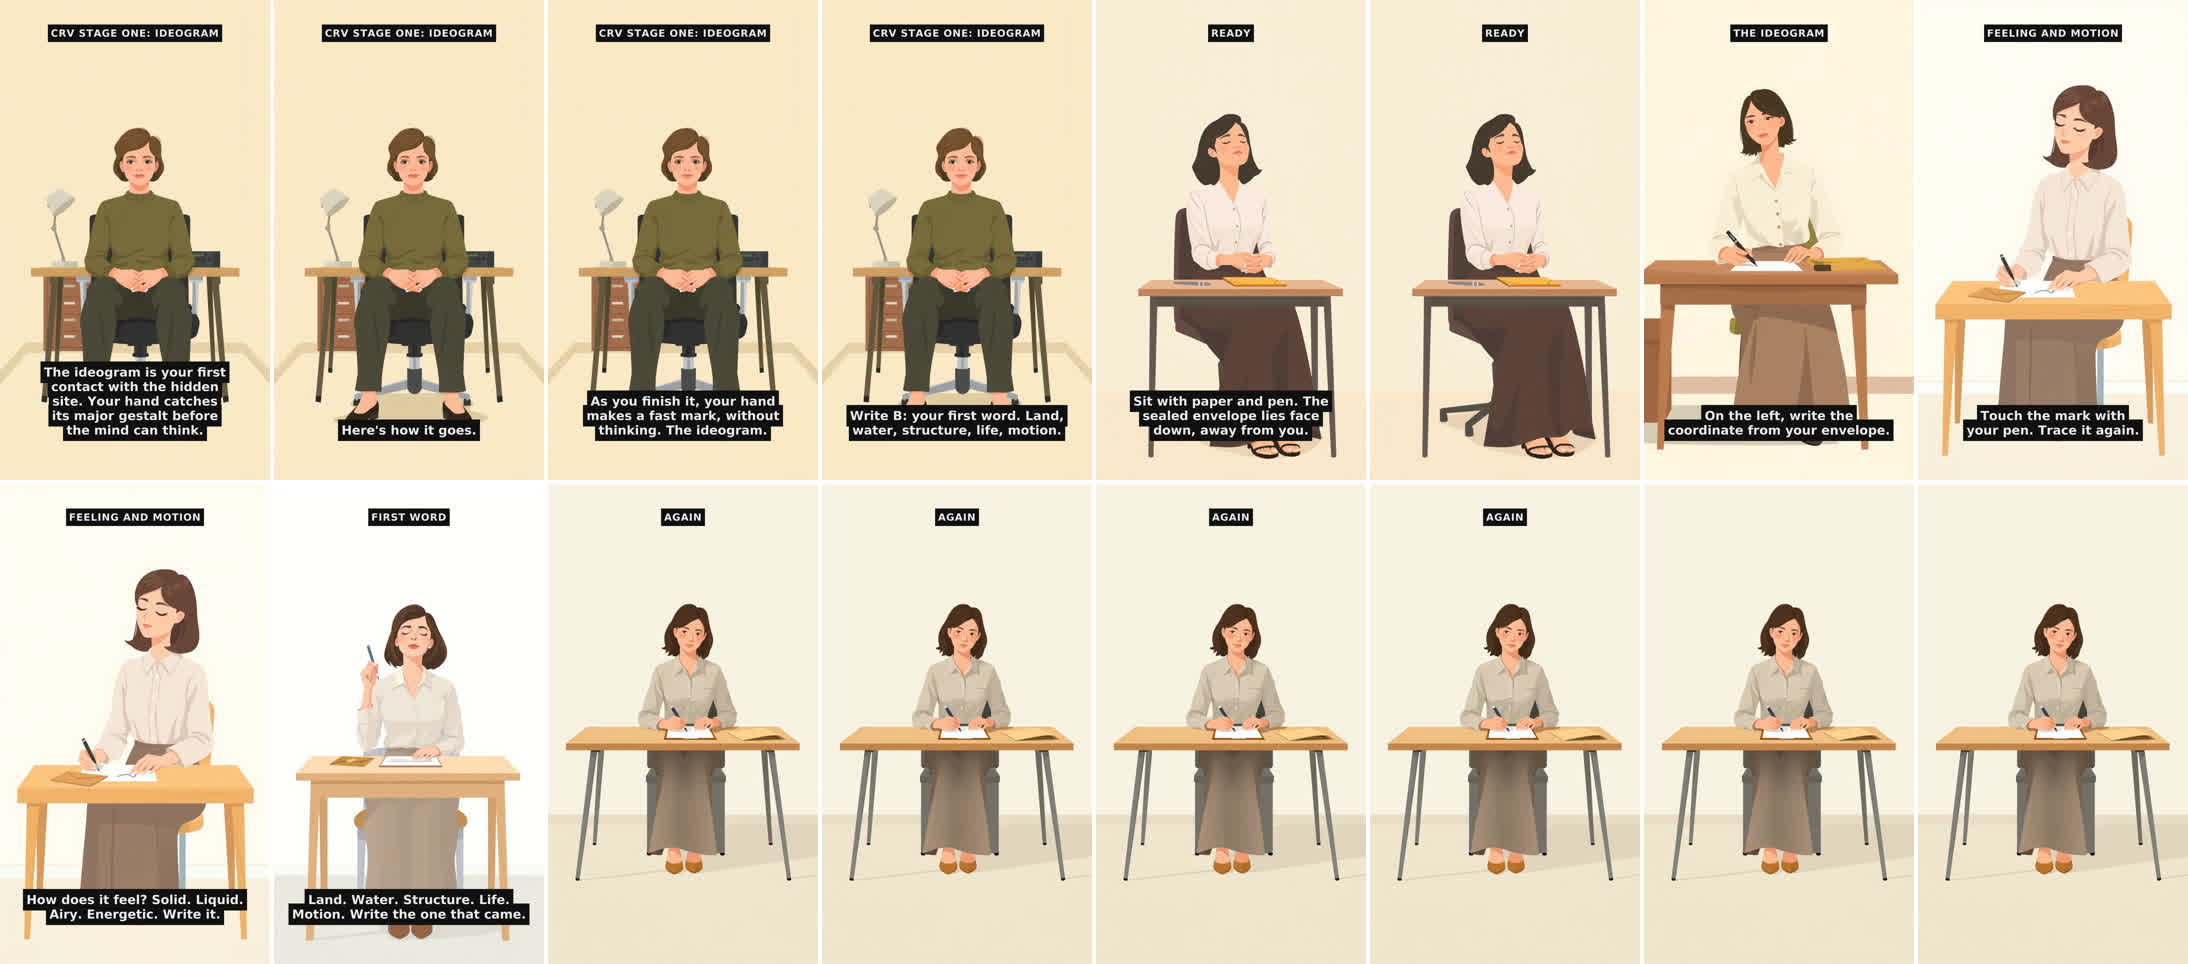 CRV STAGE ONE: IDEOGRAM
The ideogram is your first
contact with the hidden
site. Your hand catches
its major gestalt before
the mind can think.
CRV STAGE ONE: IDEOGRAM
Here's how it goes.
CRV STAGE ONE: IDEOGRAM
As you finish it, your hand
makes a fast mark, without
thinking. The ideogram.
CRV STAGE ONE: IDEOGRAM
Write B: your first word. Land,
water, structure, life, motion.
READY
Sit with paper and pen. The
sealed envelope lies face
down, away from you.
READY
THE IDEOGRAM
On the left, write the
coordinate from your envelope.
FEELING AND MOTION
Touch the mark with
your pen. Trace it again.
FEELING AND MOTION
How does it feel? Solid. Liquid.
Airy. Energetic. Write it.
FIRST WORD
Land. Water. Structure. Life.
Motion. Write the one that came.
AGAIN
AGAIN
AGAIN
AGAIN